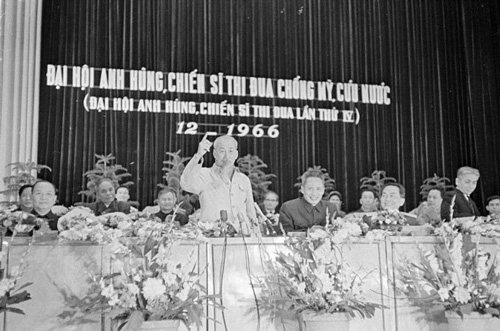 ĐẠI HỘI ANH HÙNG, CHIẾN SĨ THI ĐUA CHỐNG MỸ, CỨU NƯỚC
(ĐẠI HỘI ANH HÙNG, CHIẾN SĨ THI ĐUA LẦN THỨ IV)
12-1966